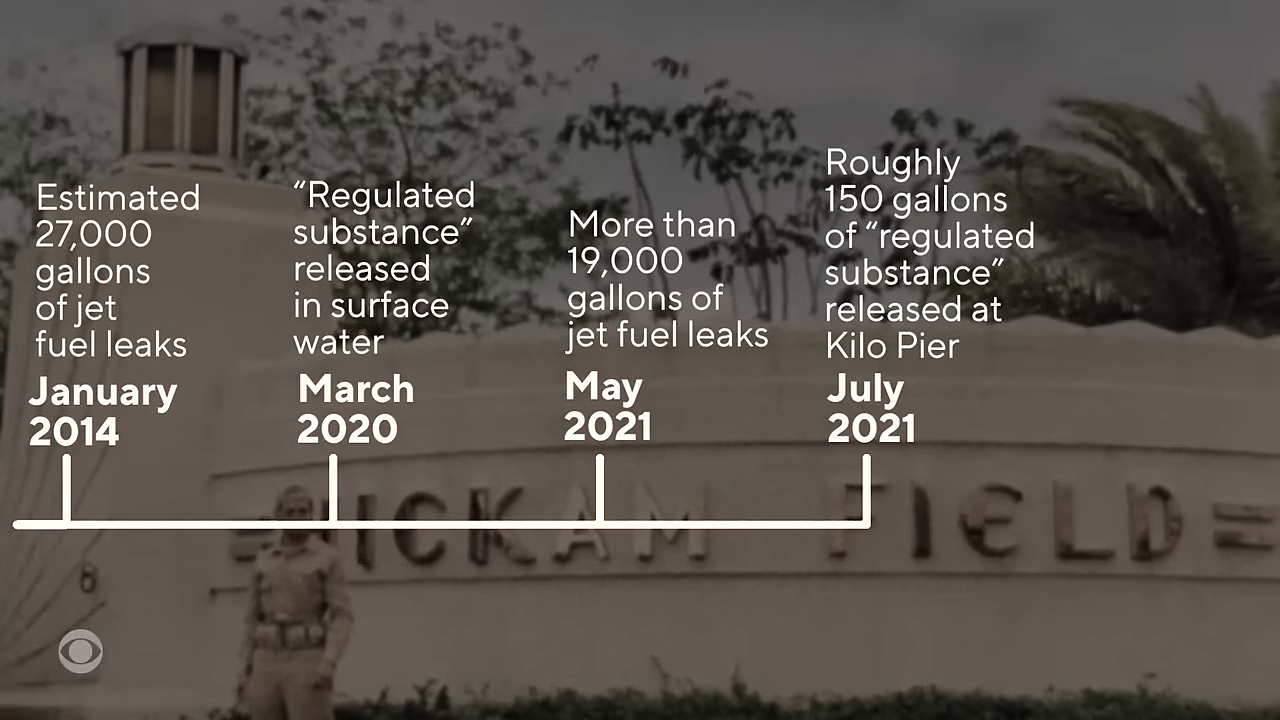 Estimated
27,000
gallons
of jet
fuel leaks
January
2014
“Regulated
substance”
released
in surface
water
March
2020
More than
19,000
gallons of
jet fuel leaks
May
2021
Roughly
150 gallons
of “regulated
substance”
released at
Kilo Pier
July
2021
HICKAM FIELD